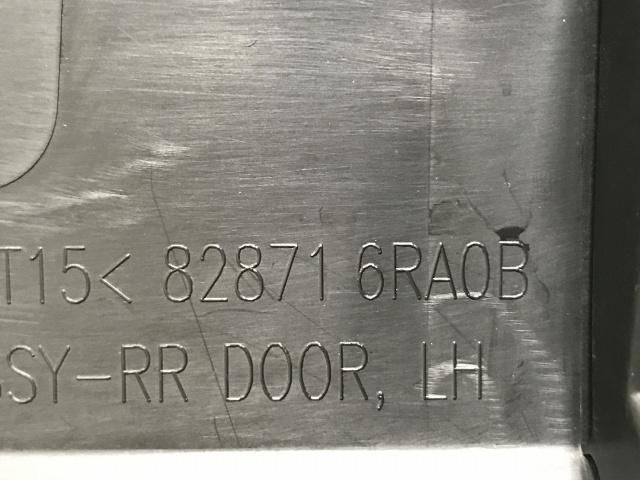 T15< 82871 6RA0B
SSY-RR DOOR, LH